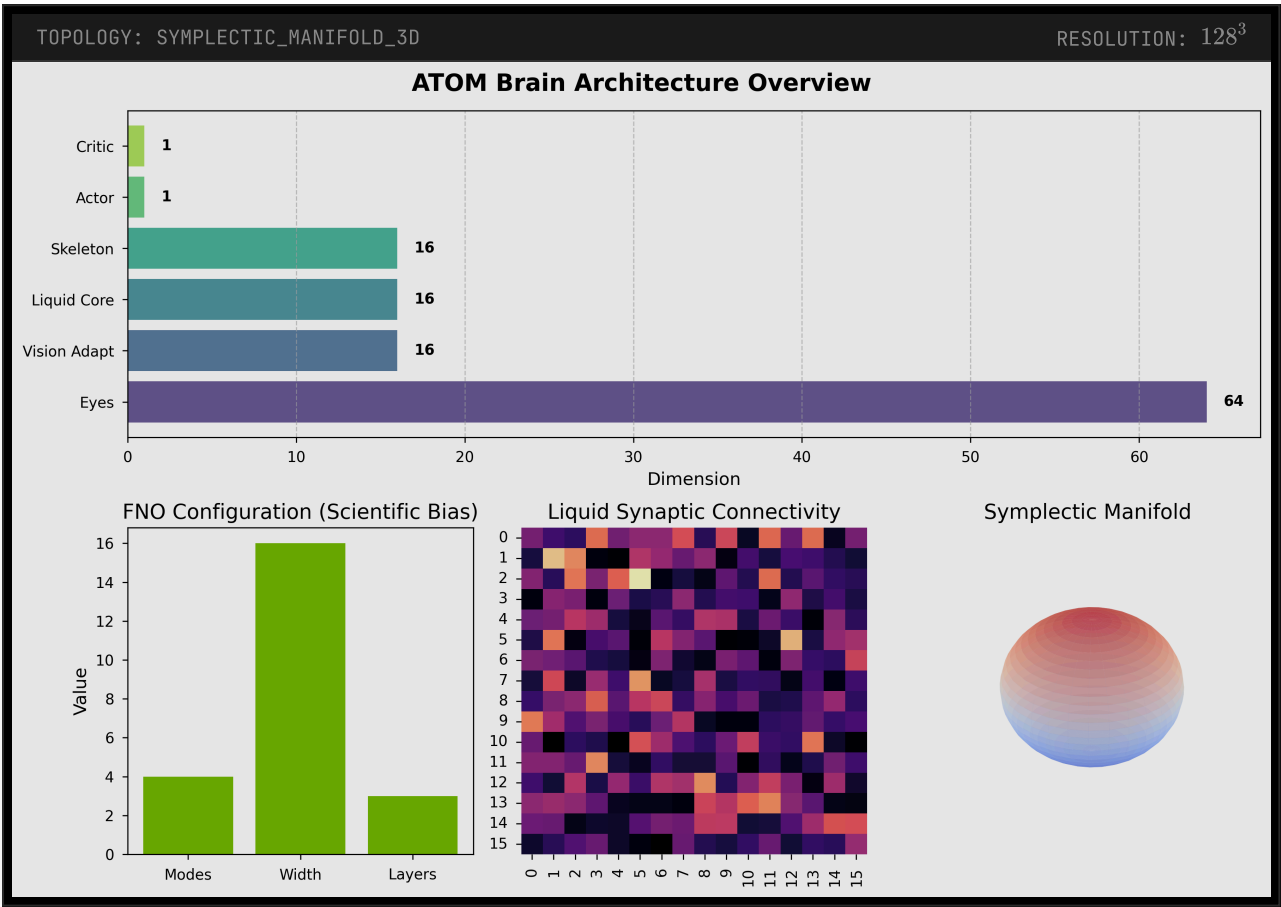 TOPOLOGY: SYMPLECTIC_MANIFOLD_3D
RESOLUTION: 128³
ATOM Brain Architecture Overview
Critic 1
Actor 1
Skeleton 16
Liquid Core 16
Vision Adapt 16
Eyes 64
0 10 20 30 40 50 60
Dimension
FNO Configuration (Scientific Bias)
Value
16
14
12
10
8
6
4
2
0
Modes Width Layers
Liquid Synaptic Connectivity
0
1
2
3
4
5
6
7
8
9
10
11
12
13
14
15
0 1 2 3 4 5 6 7 8 9 10 11 12 13 14 15
Symplectic Manifold